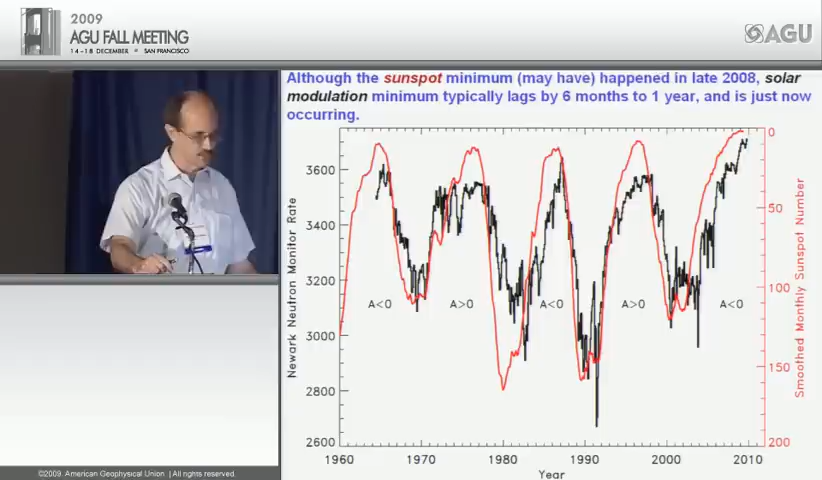 2009
AGU FALL MEETING
14-18 DECEMBER • SAN FRANCISCO
AGU
Although the sunspot minimum (may have) happened in late 2008, solar
modulation minimum typically lags by 6 months to 1 year, and is just now
occurring.
Newark Neutron Monitor Rate
3600
3400
3200
3000
2800
2600
A<0
A>0
A<0
A>0
A<0
0
50
100
150
200
Smoothed Monthly Sunspot Number
1960
1970
1980
1990
2000
2010
Year
©2009. American Geophysical Union | All rights reserved.